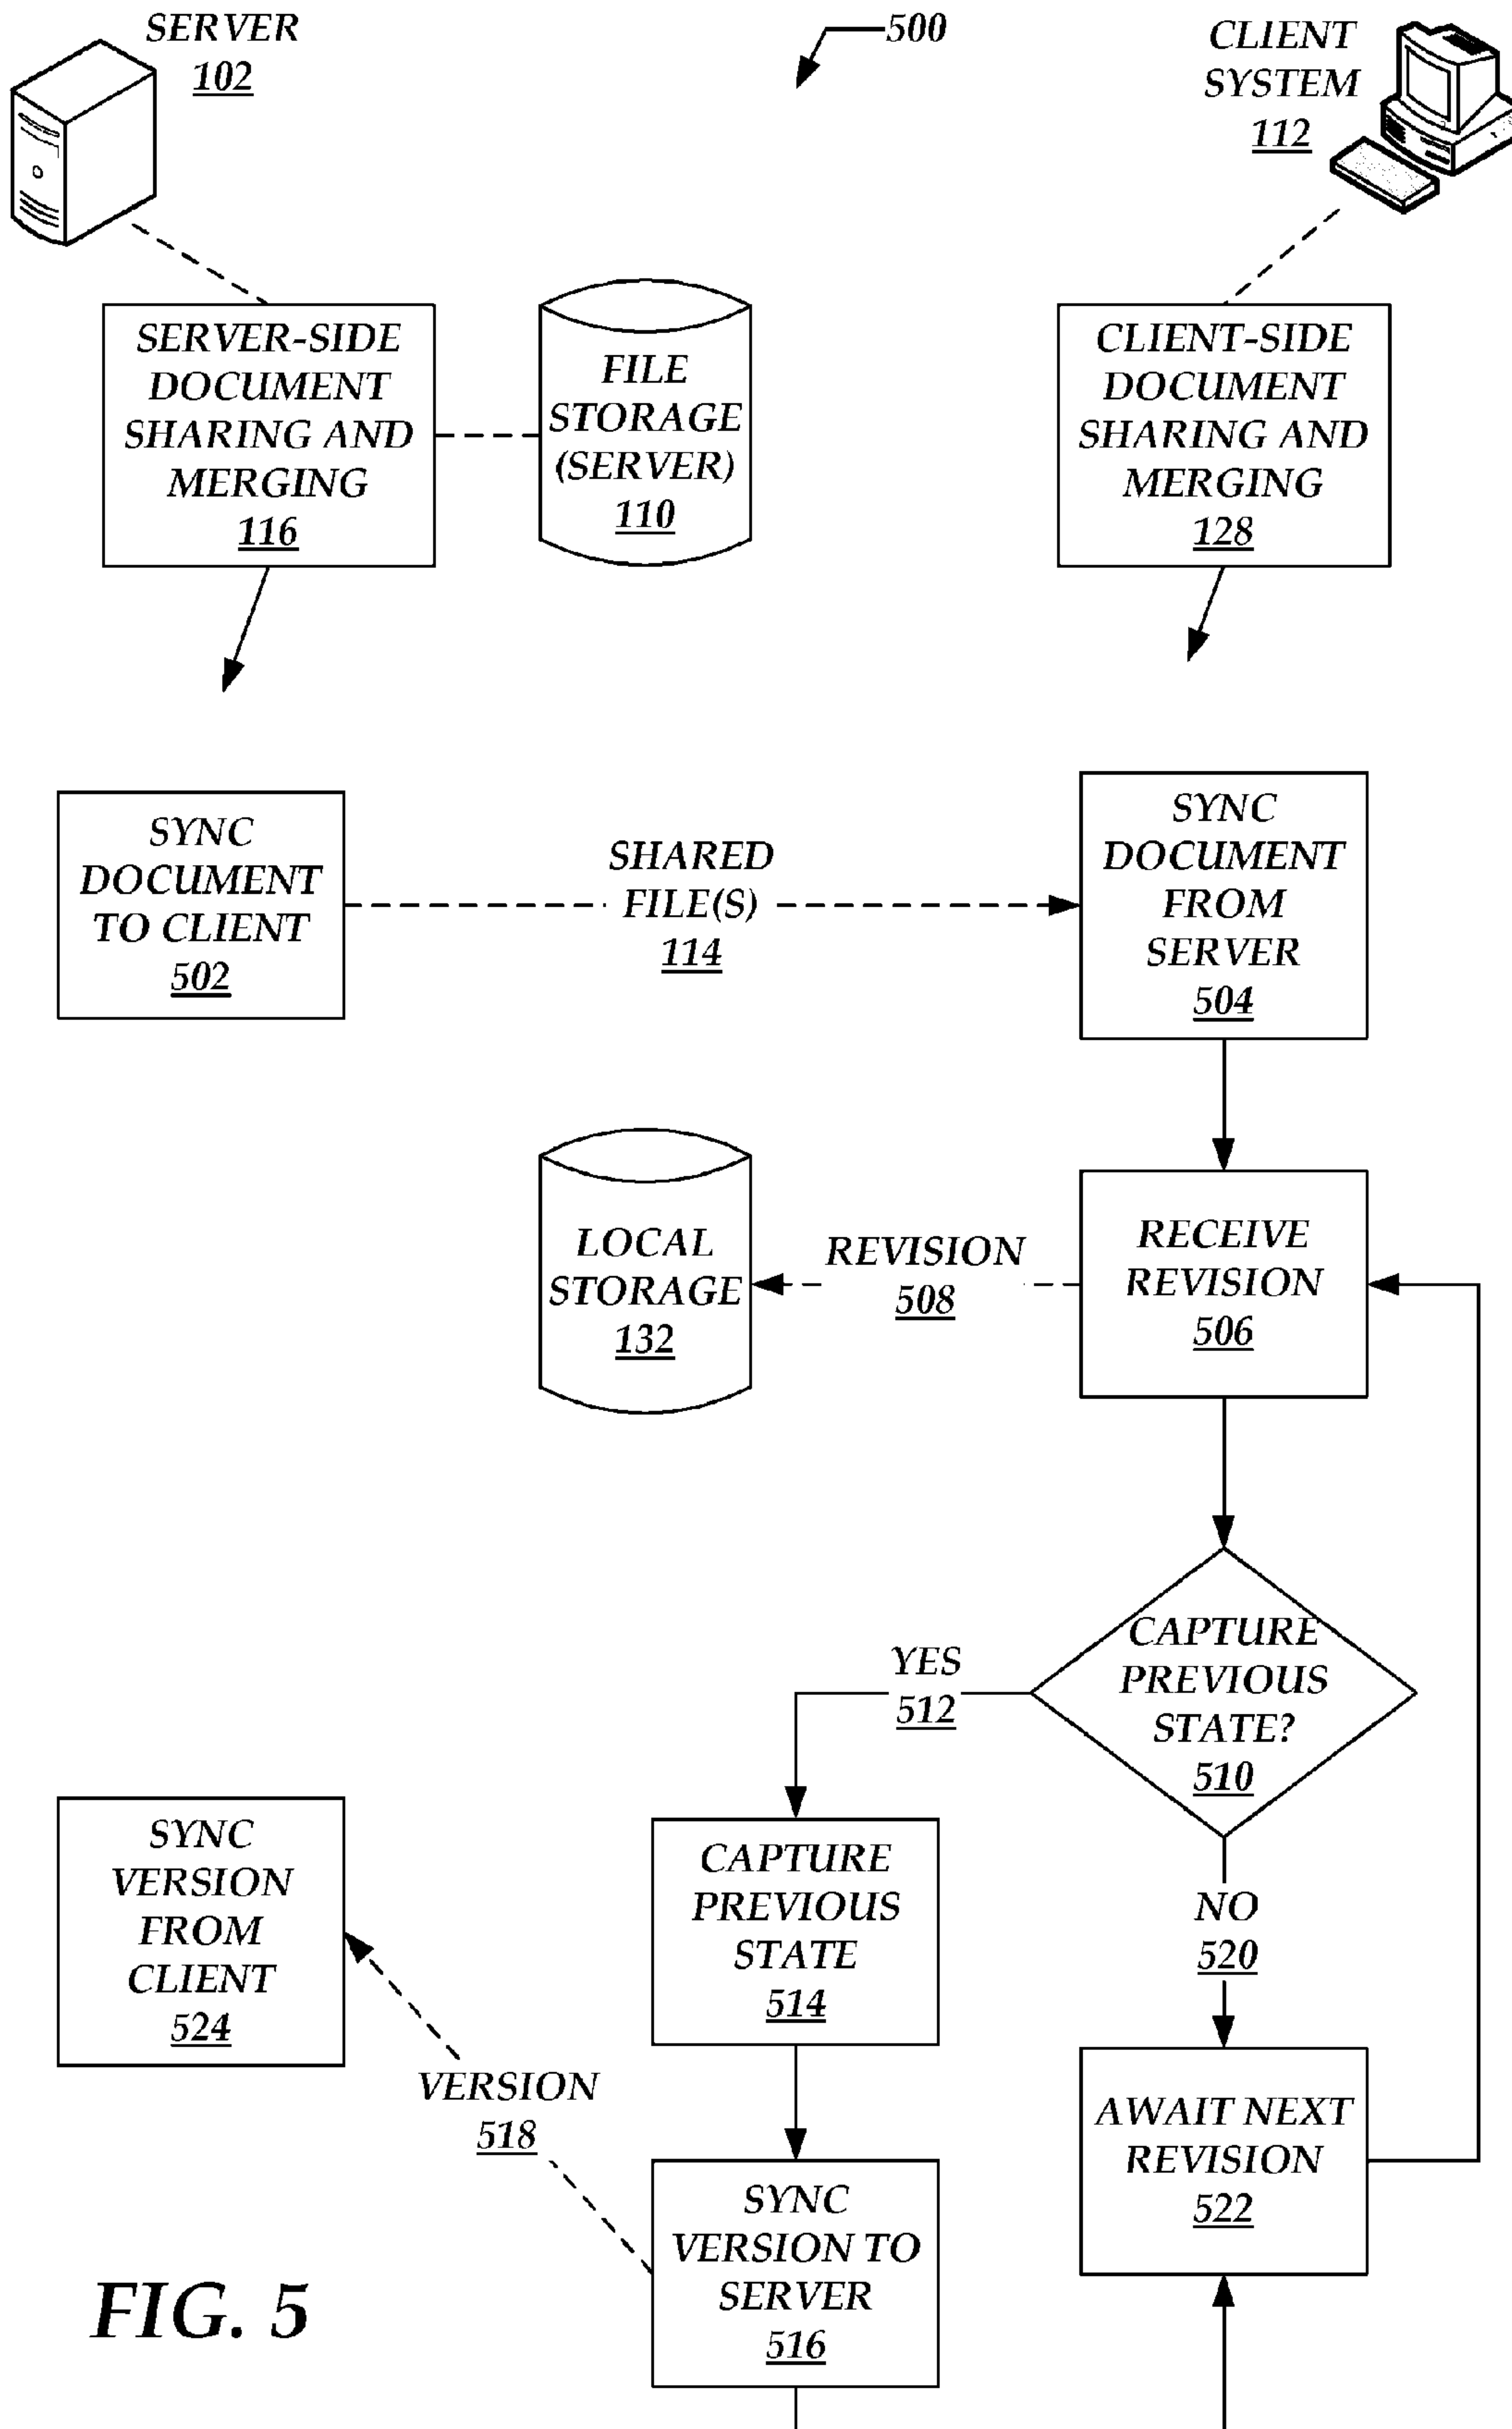 SERVER
102
500
CLIENT
SYSTEM
112
SERVER-SIDE
DOCUMENT
SHARING AND
MERGING
116
FILE
STORAGE
(SERVER)
110
CLIENT-SIDE
DOCUMENT
SHARING AND
MERGING
128
SYNC
DOCUMENT
TO CLIENT
502
SHARED
FILE(S)
114
SYNC
DOCUMENT
FROM
SERVER
504
LOCAL
STORAGE
132
REVISION
508
RECEIVE
REVISION
506
CAPTURE
PREVIOUS
STATE?
510
YES
512
CAPTURE
PREVIOUS
STATE
514
NO
520
SYNC
VERSION
FROM
CLIENT
524
VERSION
518
AWAIT NEXT
REVISION
522
SYNC
VERSION TO
SERVER
516
FIG. 5